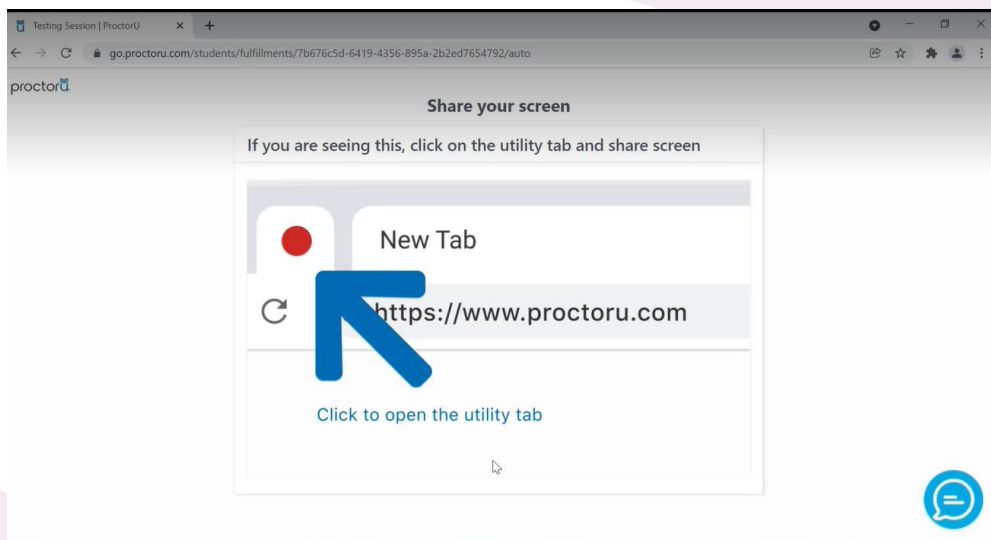 Testing Session | ProctorU
go.proctoru.com/students/fulfillments/7b676c5d-6419-4356-895a-2b2ed7654792/auto
proctorU
Share your screen
If you are seeing this, click on the utility tab and share screen
New Tab
https://www.proctoru.com
Click to open the utility tab